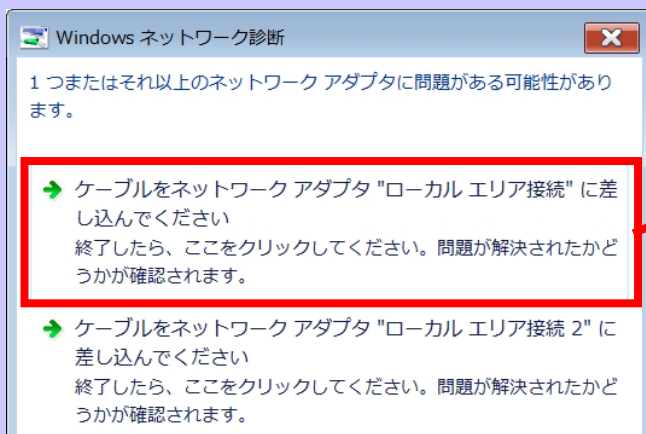 Windows ネットワーク診断
1 つまたはそれ以上のネットワーク アダプタに問題がある可能性があり
ます。
ケーブルをネットワーク アダプタ "ローカル エリア接続" に差
し込んでください
終了したら、ここをクリックしてください。問題が解決されたかど
うかが確認されます。
ケーブルをネットワーク アダプタ "ローカル エリア接続 2" に
差し込んでください
終了したら、ここをクリックしてください。問題が解決されたかど
うかが確認されます。